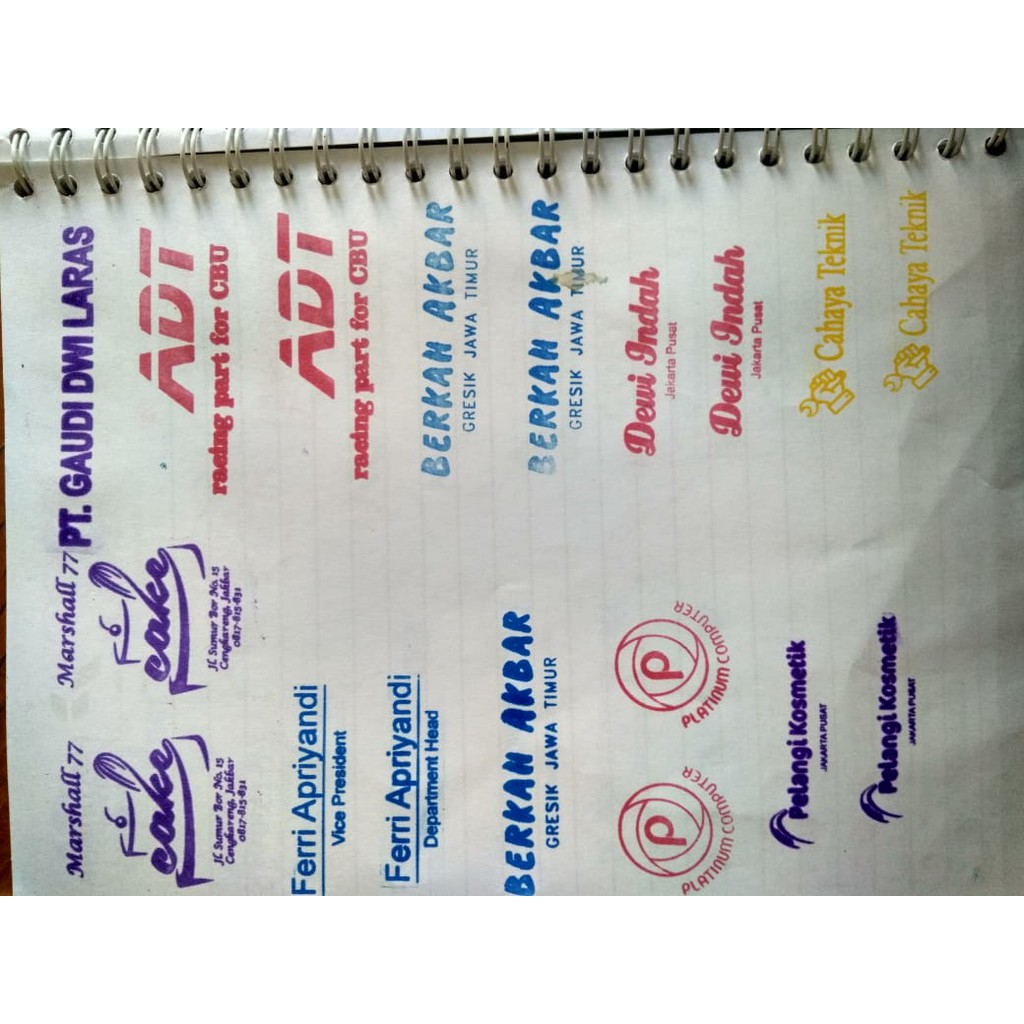 Marshall 77
cake
Jl. Sumur Bor No. 15
Cengkareng, Jakbar
0817-815-831
Marshall 77
cake
Jl. Sumur Bor No. 15
Cengkareng, Jakbar
0817-815-831
PT. GAUDI DWI LARAS
ADT
racing part for CBU
ADT
racing part for CBU
Ferri Apriyandi
Vice President
Ferri Apriyandi
Department Head
BERKAH AKBAR
GRESIK JAWA TIMUR
BERKAH AKBAR
GRESIK JAWA TIMUR
BERKAH AKBAR
GRESIK JAWA TIMUR
Dewi Indah
Jakarta Pusat
Dewi Indah
Jakarta Pusat
P
PLATINUM COMPUTER
P
PLATINUM COMPUTER
Cahaya Teknik
Cahaya Teknik
Pelangi Kosmetik
JAKARTA PUSAT
Pelangi Kosmetik
JAKARTA PUSAT